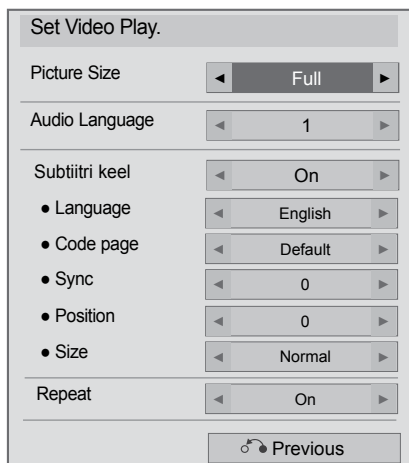 Set Video Play.
Picture Size ◄ Full ►
Audio Language ◄ 1 ►
Subtiitri keel ◄ On ►
● Language ◄ English ►
● Code page ◄ Default ►
● Sync ◄ 0 ►
● Position ◄ 0 ►
● Size ◄ Normal ►
Repeat ◄ On ►
Previous